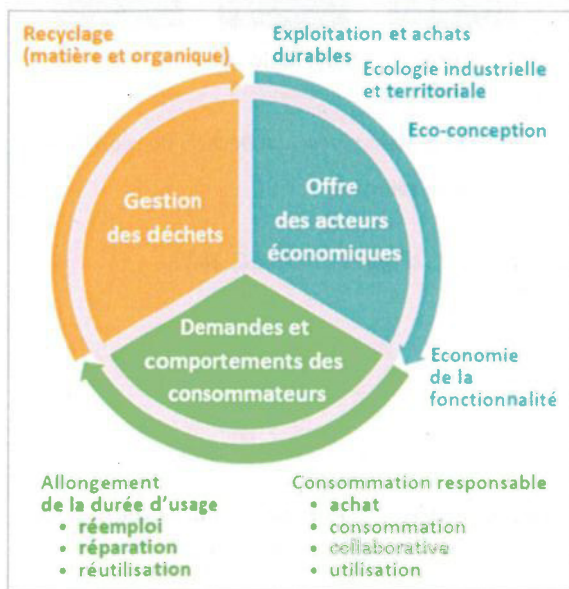 Recyclage
(matière et organique)
Exploitation et achats
durables
Ecologie industrielle
et territoriale
Eco-conception
Gestion
des déchets
Offre
des acteurs
économiques
Demandes et
comportements des
consommateurs
Economie
de la
fonctionnalité
Allongement
de la durée d'usage
• réemploi
• réparation
• réutilisation
Consommation responsable
• achat
• consommation
• collaborative
• utilisation